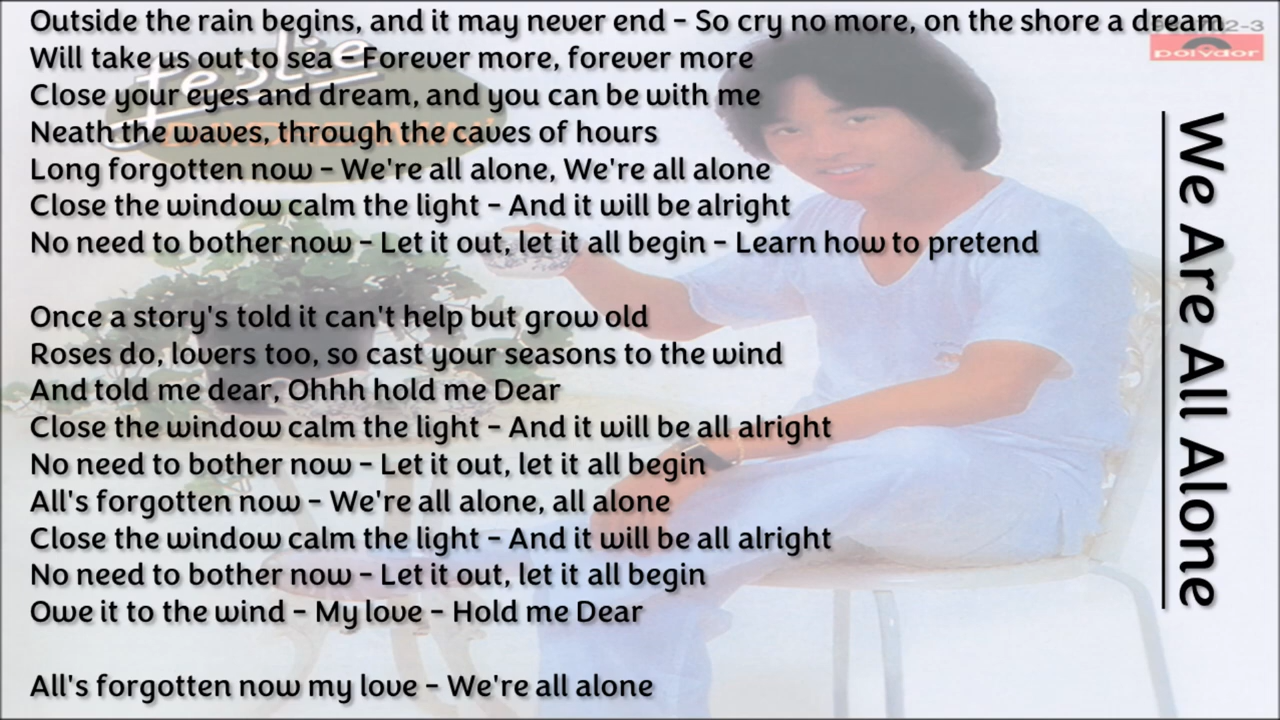 Outside the rain begins, and it may never end - So cry no more, on the shore a dream
Will take us out to sea - Forever more, forever more
Close your eyes and dream, and you can be with me
Neath the waves, through the caves of hours
Long forgotten now - We're all alone, We're all alone
Close the window calm the light - And it will be alright
No need to bother now - Let it out, let it all begin - Learn how to pretend
Once a story's told it can't help but grow old
Roses do, lovers too, so cast your seasons to the wind
And told me dear, Ohhh hold me Dear
Close the window calm the light - And it will be all alright
No need to bother now - Let it out, let it all begin
All's forgotten now - We're all alone, all alone
Close the window calm the light - And it will be all alright
No need to bother now - Let it out, let it all begin
Owe it to the wind - My love - Hold me Dear
All's forgotten now my love - We're all alone
We Are All Alone
Leslie
polydor